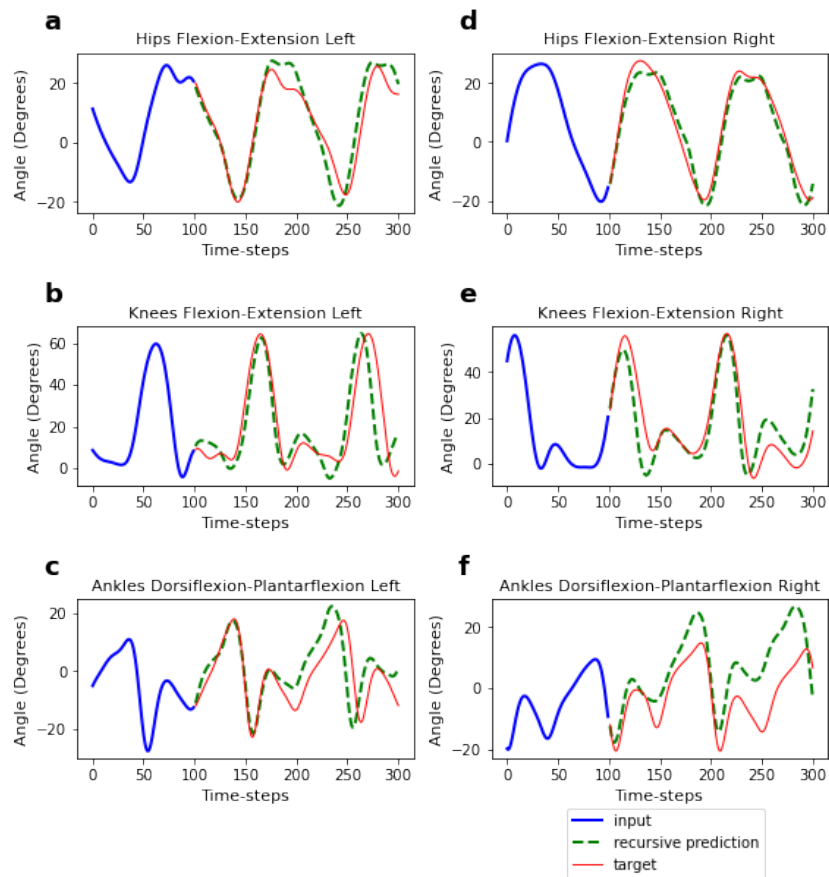 a
Hips Flexion-Extension Left
Angle (Degrees)
20
0
−20
0 50 100 150 200 250 300
Time-steps
d
Hips Flexion-Extension Right
Angle (Degrees)
20
0
−20
0 50 100 150 200 250 300
Time-steps
b
Knees Flexion-Extension Left
Angle (Degrees)
60
40
20
0
0 50 100 150 200 250 300
Time-steps
e
Knees Flexion-Extension Right
Angle (Degrees)
40
20
0
0 50 100 150 200 250 300
Time-steps
c
Ankles Dorsiflexion-Plantarflexion Left
Angle (Degrees)
20
0
−20
0 50 100 150 200 250 300
Time-steps
f
Ankles Dorsiflexion-Plantarflexion Right
Angle (Degrees)
20
0
−20
0 50 100 150 200 250 300
Time-steps
input
recursive prediction
target